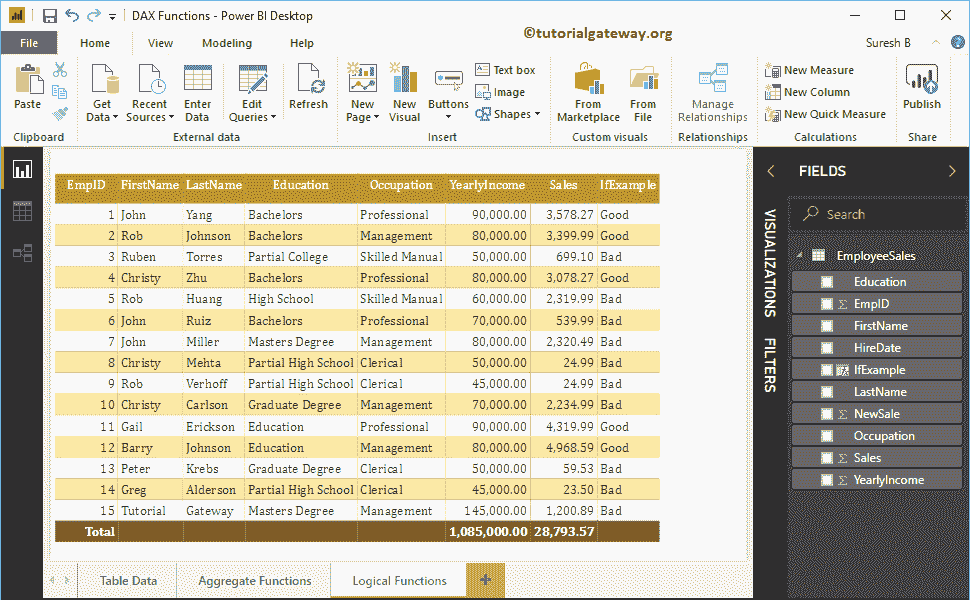 DAX Functions - Power BI Desktop
©tutorialgateway.org
File Home View Modeling Help Suresh B
Paste Get Data Recent Sources Enter Data Edit Queries Refresh New Page New Visual Buttons Text box Image Shapes From Marketplace From File Manage Relationships New Measure New Column New Quick Measure Publish
Clipboard External data Insert Custom visuals Relationships Calculations Share
EmpID FirstName LastName Education Occupation YearlyIncome Sales IfExample
1 John Yang Bachelors Professional 90,000.00 3,578.27 Good
2 Rob Johnson Bachelors Management 80,000.00 3,399.99 Good
3 Ruben Torres Partial College Skilled Manual 50,000.00 699.10 Bad
4 Christy Zhu Bachelors Professional 80,000.00 3,078.27 Good
5 Rob Huang High School Skilled Manual 60,000.00 2,319.99 Bad
6 John Ruiz Bachelors Professional 70,000.00 539.99 Bad
7 John Miller Masters Degree Management 80,000.00 2,320.49 Bad
8 Christy Mehta Partial High School Clerical 50,000.00 24.99 Bad
9 Rob Verhoff Partial High School Clerical 45,000.00 24.99 Bad
10 Christy Carlson Graduate Degree Management 70,000.00 2,234.99 Bad
11 Gail Erickson Education Professional 90,000.00 4,319.99 Good
12 Barry Johnson Education Management 80,000.00 4,968.59 Good
13 Peter Krebs Graduate Degree Clerical 50,000.00 59.53 Bad
14 Greg Alderson Partial High School Clerical 45,000.00 23.50 Bad
15 Tutorial Gateway Masters Degree Management 145,000.00 1,200.89 Bad
Total 1,085,000.00 28,793.57
Table Data Aggregate Functions Logical Functions +
VISUALIZATIONS
FILTERS
FIELDS
Search
EmployeeSales
Education
Σ EmpID
FirstName
HireDate
IfExample
LastName
Σ NewSale
Occupation
Σ Sales
Σ YearlyIncome